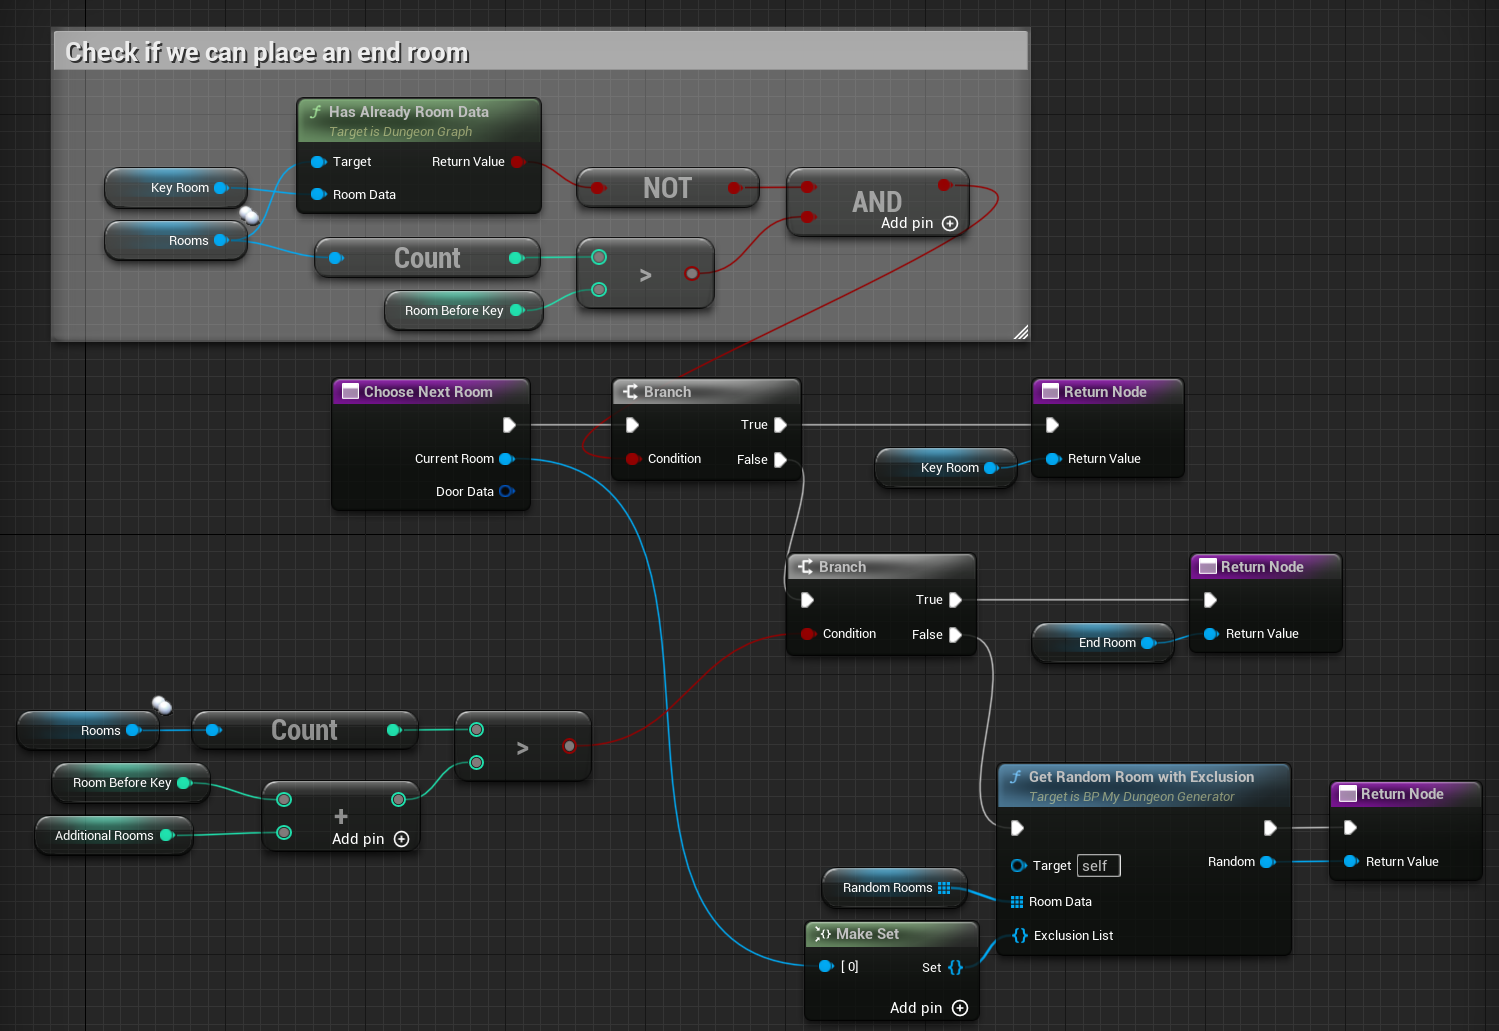 Check if we can place an end room
Has Already Room Data
Target is Dungeon Graph
Target
Return Value
Room Data
Key Room
Rooms
NOT
AND
Add pin
Count
>
Room Before Key
Choose Next Room
Current Room
Door Data
Branch
True
Condition
False
Return Node
Return Value
Key Room
Branch
True
Condition
False
Return Node
Return Value
End Room
Rooms
Count
>
Room Before Key
Additional Rooms
+
Add pin
Get Random Room with Exclusion
Target is BP My Dungeon Generator
Target self
Random
Room Data
Exclusion List
Return Node
Return Value
Random Rooms
Make Set
[ 0]
Set
Add pin